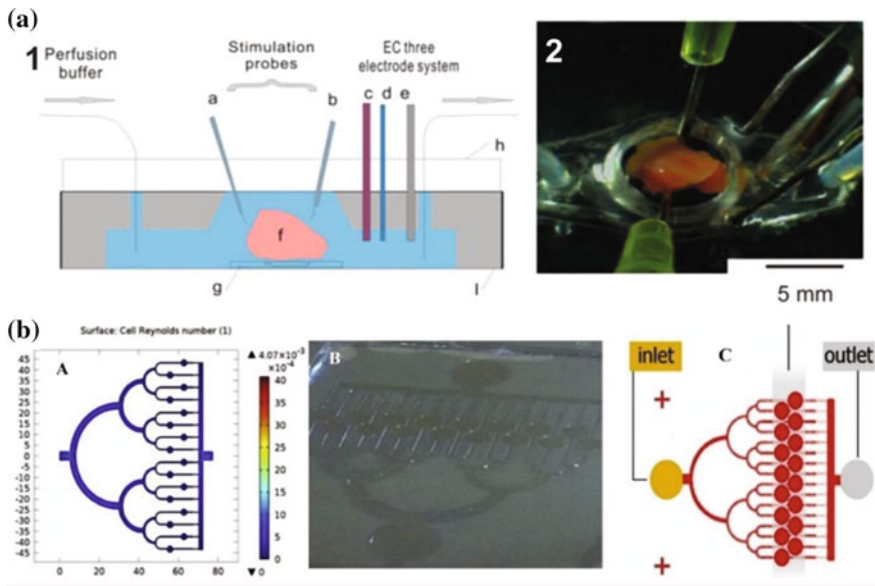 (a)
1 Perfusion
buffer
Stimulation
probes
EC three
electrode system
a
b
c d e
h
f
g
l
2
5 mm
(b)
Surface: Cell Reynolds number (1)
A
45
40
35
30
25
20
15
10
5
0
-5
-10
-15
-20
-25
-30
-35
-40
-45
0 20 40 60 80
▲ 4.07×10⁻³
×10⁻⁴
40
35
30
25
20
15
10
5
0
▼ 0
B
inlet
C
outlet
+
+